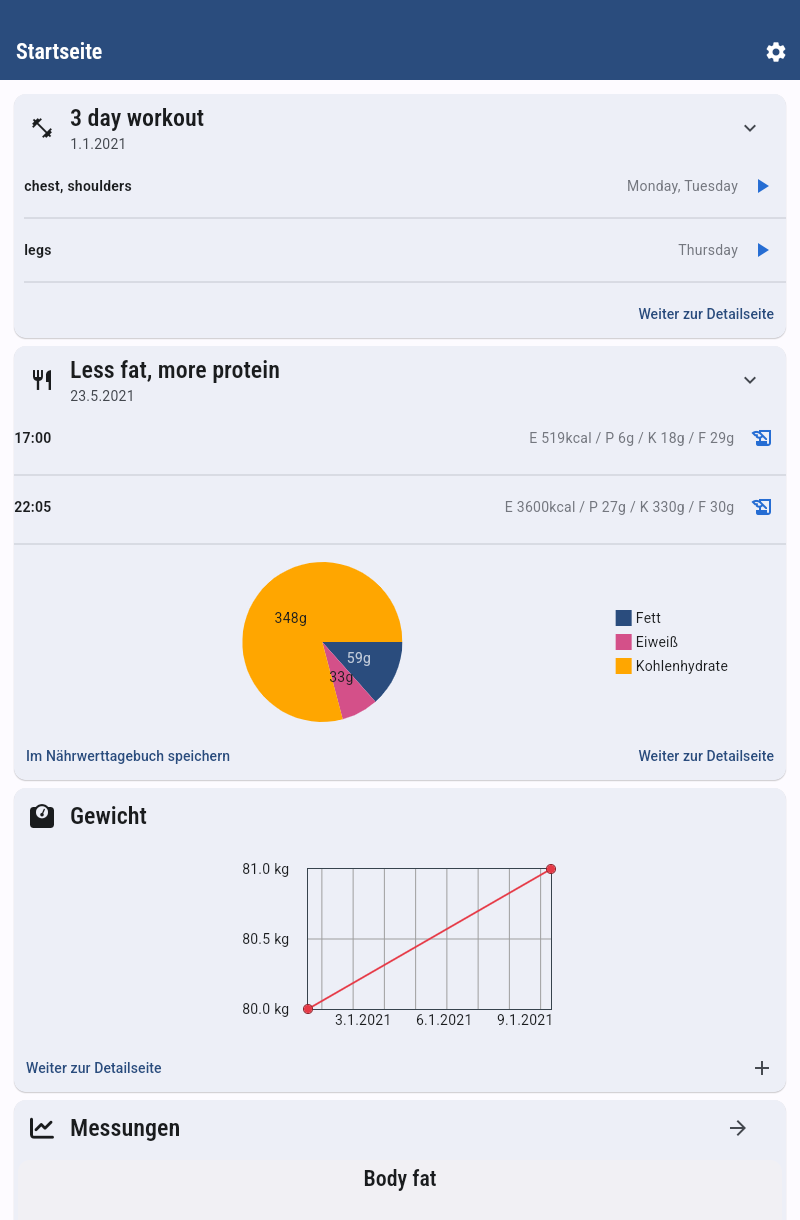 Startseite
3 day workout
1.1.2021
chest, shoulders Monday, Tuesday
legs Thursday
Weiter zur Detailseite
Less fat, more protein
23.5.2021
17:00 E 519kcal / P 6g / K 18g / F 29g
22:05 E 3600kcal / P 27g / K 330g / F 30g
348g
59g
33g
Fett
Eiweiß
Kohlenhydrate
Im Nährwerttagebuch speichern Weiter zur Detailseite
Gewicht
81.0 kg
80.5 kg
80.0 kg
3.1.2021 6.1.2021 9.1.2021
Weiter zur Detailseite
Messungen
Body fat